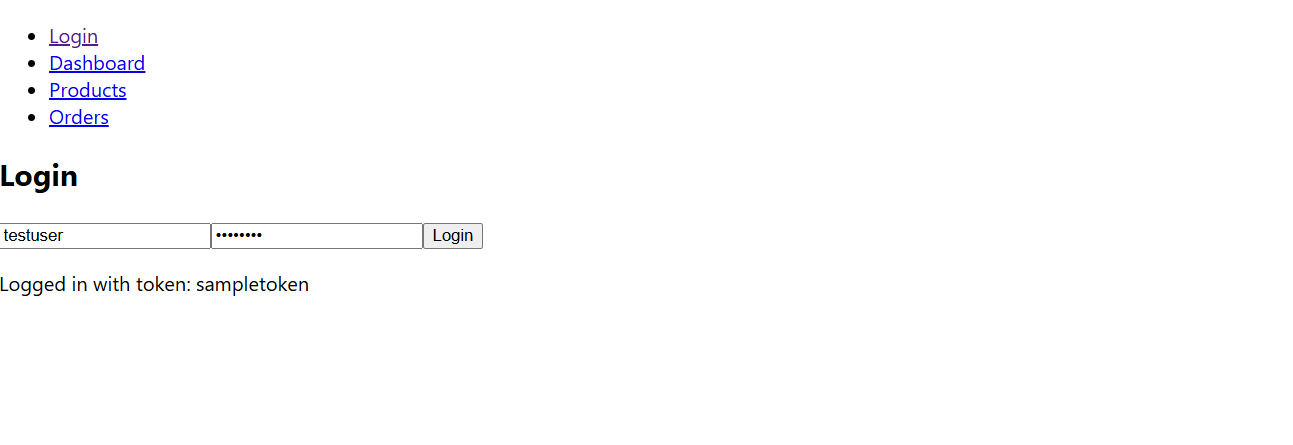 Login
Dashboard
Products
Orders
Login
testuser •••••••• Login
Logged in with token: sampletoken